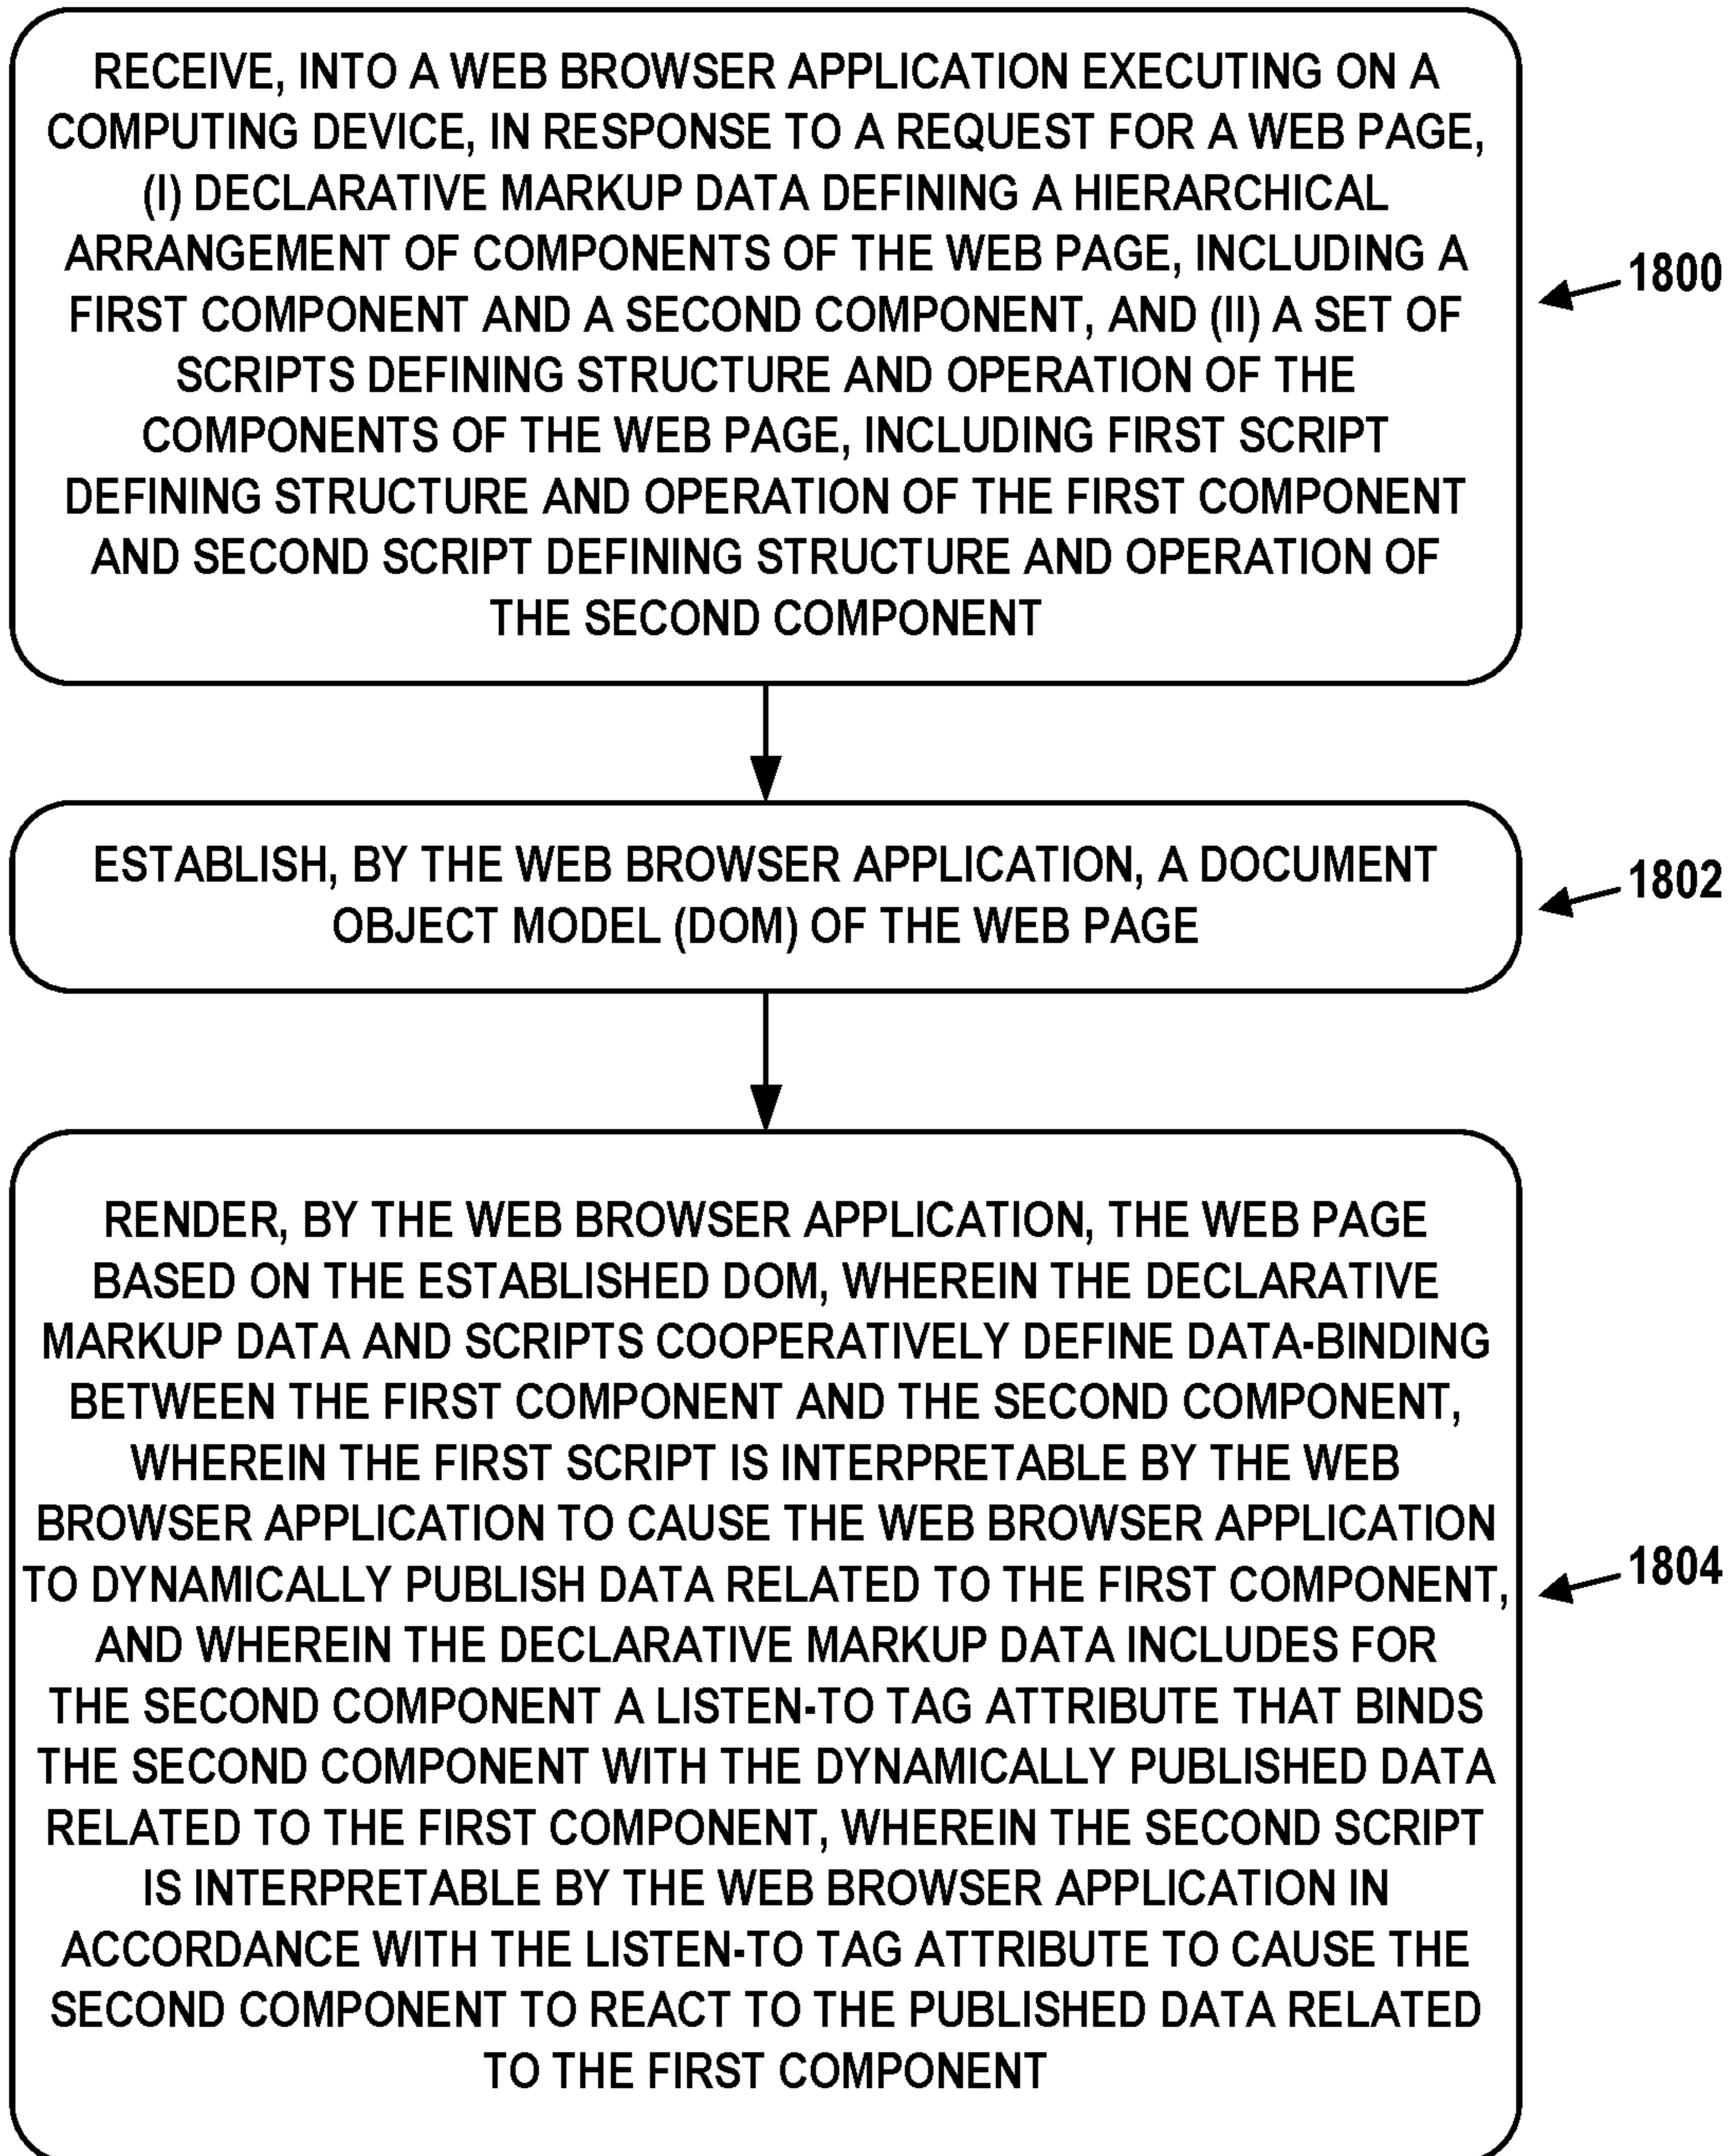 RECEIVE, INTO A WEB BROWSER APPLICATION EXECUTING ON A
COMPUTING DEVICE, IN RESPONSE TO A REQUEST FOR A WEB PAGE,
(I) DECLARATIVE MARKUP DATA DEFINING A HIERARCHICAL
ARRANGEMENT OF COMPONENTS OF THE WEB PAGE, INCLUDING A
FIRST COMPONENT AND A SECOND COMPONENT, AND (II) A SET OF
SCRIPTS DEFINING STRUCTURE AND OPERATION OF THE
COMPONENTS OF THE WEB PAGE, INCLUDING FIRST SCRIPT
DEFINING STRUCTURE AND OPERATION OF THE FIRST COMPONENT
AND SECOND SCRIPT DEFINING STRUCTURE AND OPERATION OF
THE SECOND COMPONENT
1800
ESTABLISH, BY THE WEB BROWSER APPLICATION, A DOCUMENT
OBJECT MODEL (DOM) OF THE WEB PAGE
1802
RENDER, BY THE WEB BROWSER APPLICATION, THE WEB PAGE
BASED ON THE ESTABLISHED DOM, WHEREIN THE DECLARATIVE
MARKUP DATA AND SCRIPTS COOPERATIVELY DEFINE DATA-BINDING
BETWEEN THE FIRST COMPONENT AND THE SECOND COMPONENT,
WHEREIN THE FIRST SCRIPT IS INTERPRETABLE BY THE WEB
BROWSER APPLICATION TO CAUSE THE WEB BROWSER APPLICATION
TO DYNAMICALLY PUBLISH DATA RELATED TO THE FIRST COMPONENT,
AND WHEREIN THE DECLARATIVE MARKUP DATA INCLUDES FOR
THE SECOND COMPONENT A LISTEN-TO TAG ATTRIBUTE THAT BINDS
THE SECOND COMPONENT WITH THE DYNAMICALLY PUBLISHED DATA
RELATED TO THE FIRST COMPONENT, WHEREIN THE SECOND SCRIPT
IS INTERPRETABLE BY THE WEB BROWSER APPLICATION IN
ACCORDANCE WITH THE LISTEN-TO TAG ATTRIBUTE TO CAUSE THE
SECOND COMPONENT TO REACT TO THE PUBLISHED DATA RELATED
TO THE FIRST COMPONENT
1804